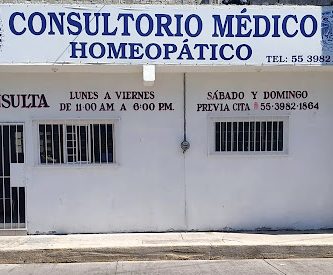 CONSULTORIO MÉDICO
HOMEOPÁTICO
TEL: 55 3982
LUNES A VIERNES
DE 11:00 AM A 6:00 PM.
SÁBADO Y DOMINGO
PREVIA CITA 55-3982-1864